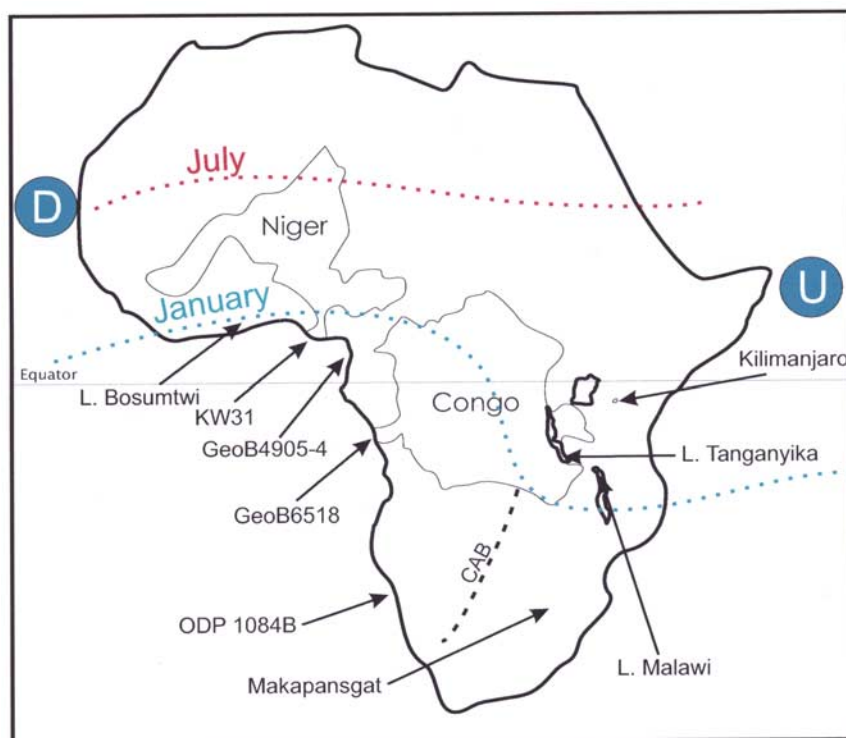 July
D
Niger
January
U
Equator
Kilimanjaro
L. Bosumtwi
Congo
KW31
GeoB4905-4
L. Tanganyika
GeoB6518
CAB
ODP 1084B
L. Malawi
Makapansgat